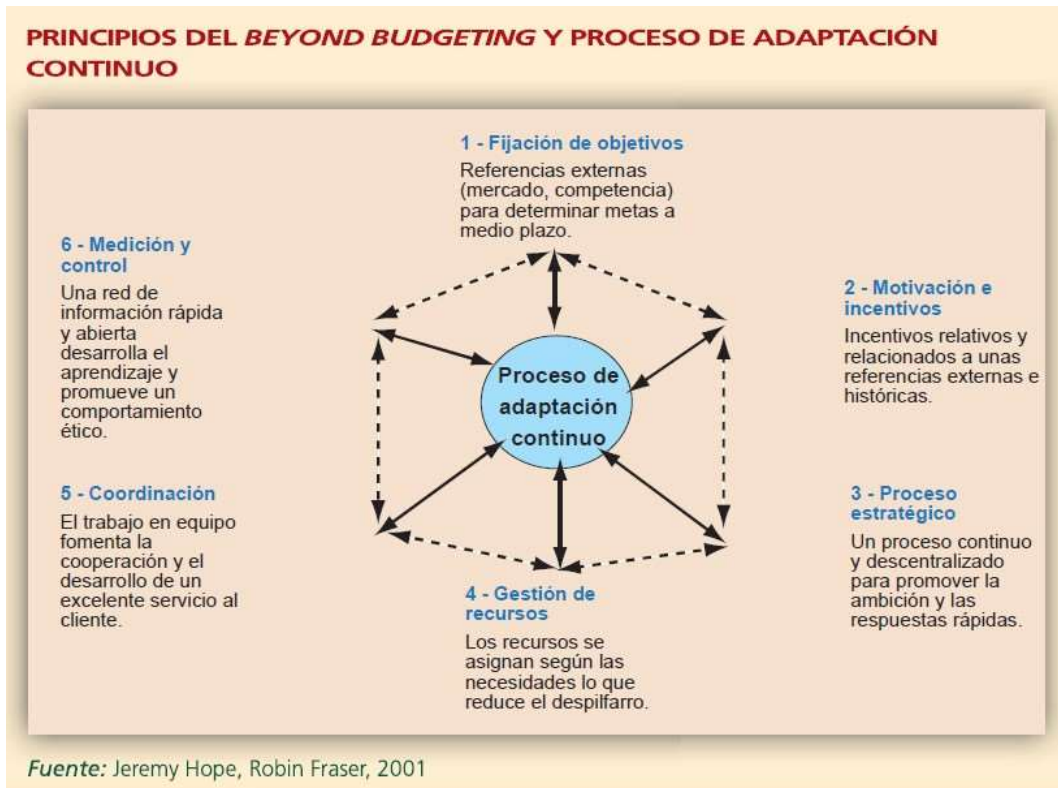 PRINCIPIOS DEL BEYOND BUDGETING Y PROCESO DE ADAPTACIÓN
CONTINUO
1 - Fijación de objetivos
Referencias externas
(mercado, competencia)
para determinar metas a
medio plazo.
2 - Motivación e
incentivos
Incentivos relativos y
relacionados a unas
referencias externas e
históricas.
3 - Proceso
estratégico
Un proceso continuo
y descentralizado
para promover la
ambición y las
respuestas rápidas.
4 - Gestión de
recursos
Los recursos se
asignan según las
necesidades lo que
reduce el despilfarro.
5 - Coordinación
El trabajo en equipo
fomenta la
cooperación y el
desarrollo de un
excelente servicio al
cliente.
6 - Medición y
control
Una red de
información rápida
y abierta
desarrolla el
aprendizaje y
promueve un
comportamiento
ético.
Proceso de
adaptación
continuo
Fuente: Jeremy Hope, Robin Fraser, 2001